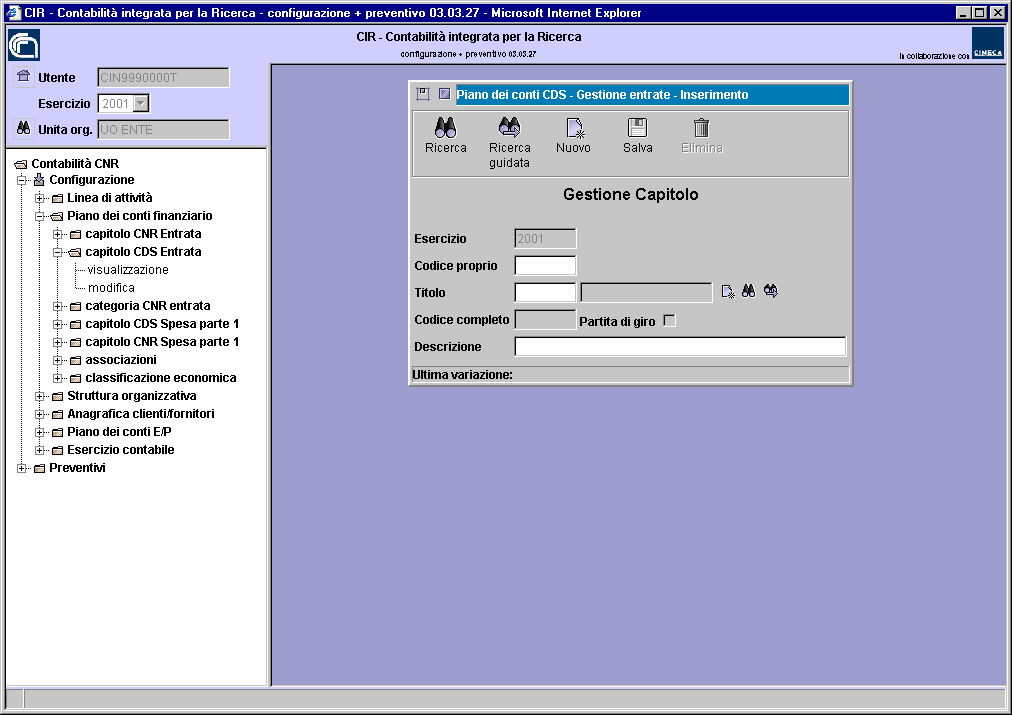 CIR - Contabilità integrata per la Ricerca - configurazione + preventivo 03.03.27 - Microsoft Internet Explorer
CIR - Contabilità integrata per la Ricerca
configurazione + preventivo 03.03.27
In collaborazione con CINECA
Utente CIN9990000T
Esercizio 2001
Unita org. UO ENTE
Contabilità CNR
Configurazione
Linea di attività
Piano dei conti finanziario
capitolo CNR Entrata
capitolo CDS Entrata
visualizzazione
modifica
categoria CNR entrata
capitolo CDS Spesa parte 1
capitolo CNR Spesa parte 1
associazioni
classificazione economica
Struttura organizzativa
Anagrafica clienti/fornitori
Piano dei conti E/P
Esercizio contabile
Preventivi
Piano dei conti CDS - Gestione entrate - Inserimento
Ricerca
Ricerca guidata
Nuovo
Salva
Elimina
Gestione Capitolo
Esercizio 2001
Codice proprio
Titolo
Codice completo Partita di giro
Descrizione
Ultima variazione: